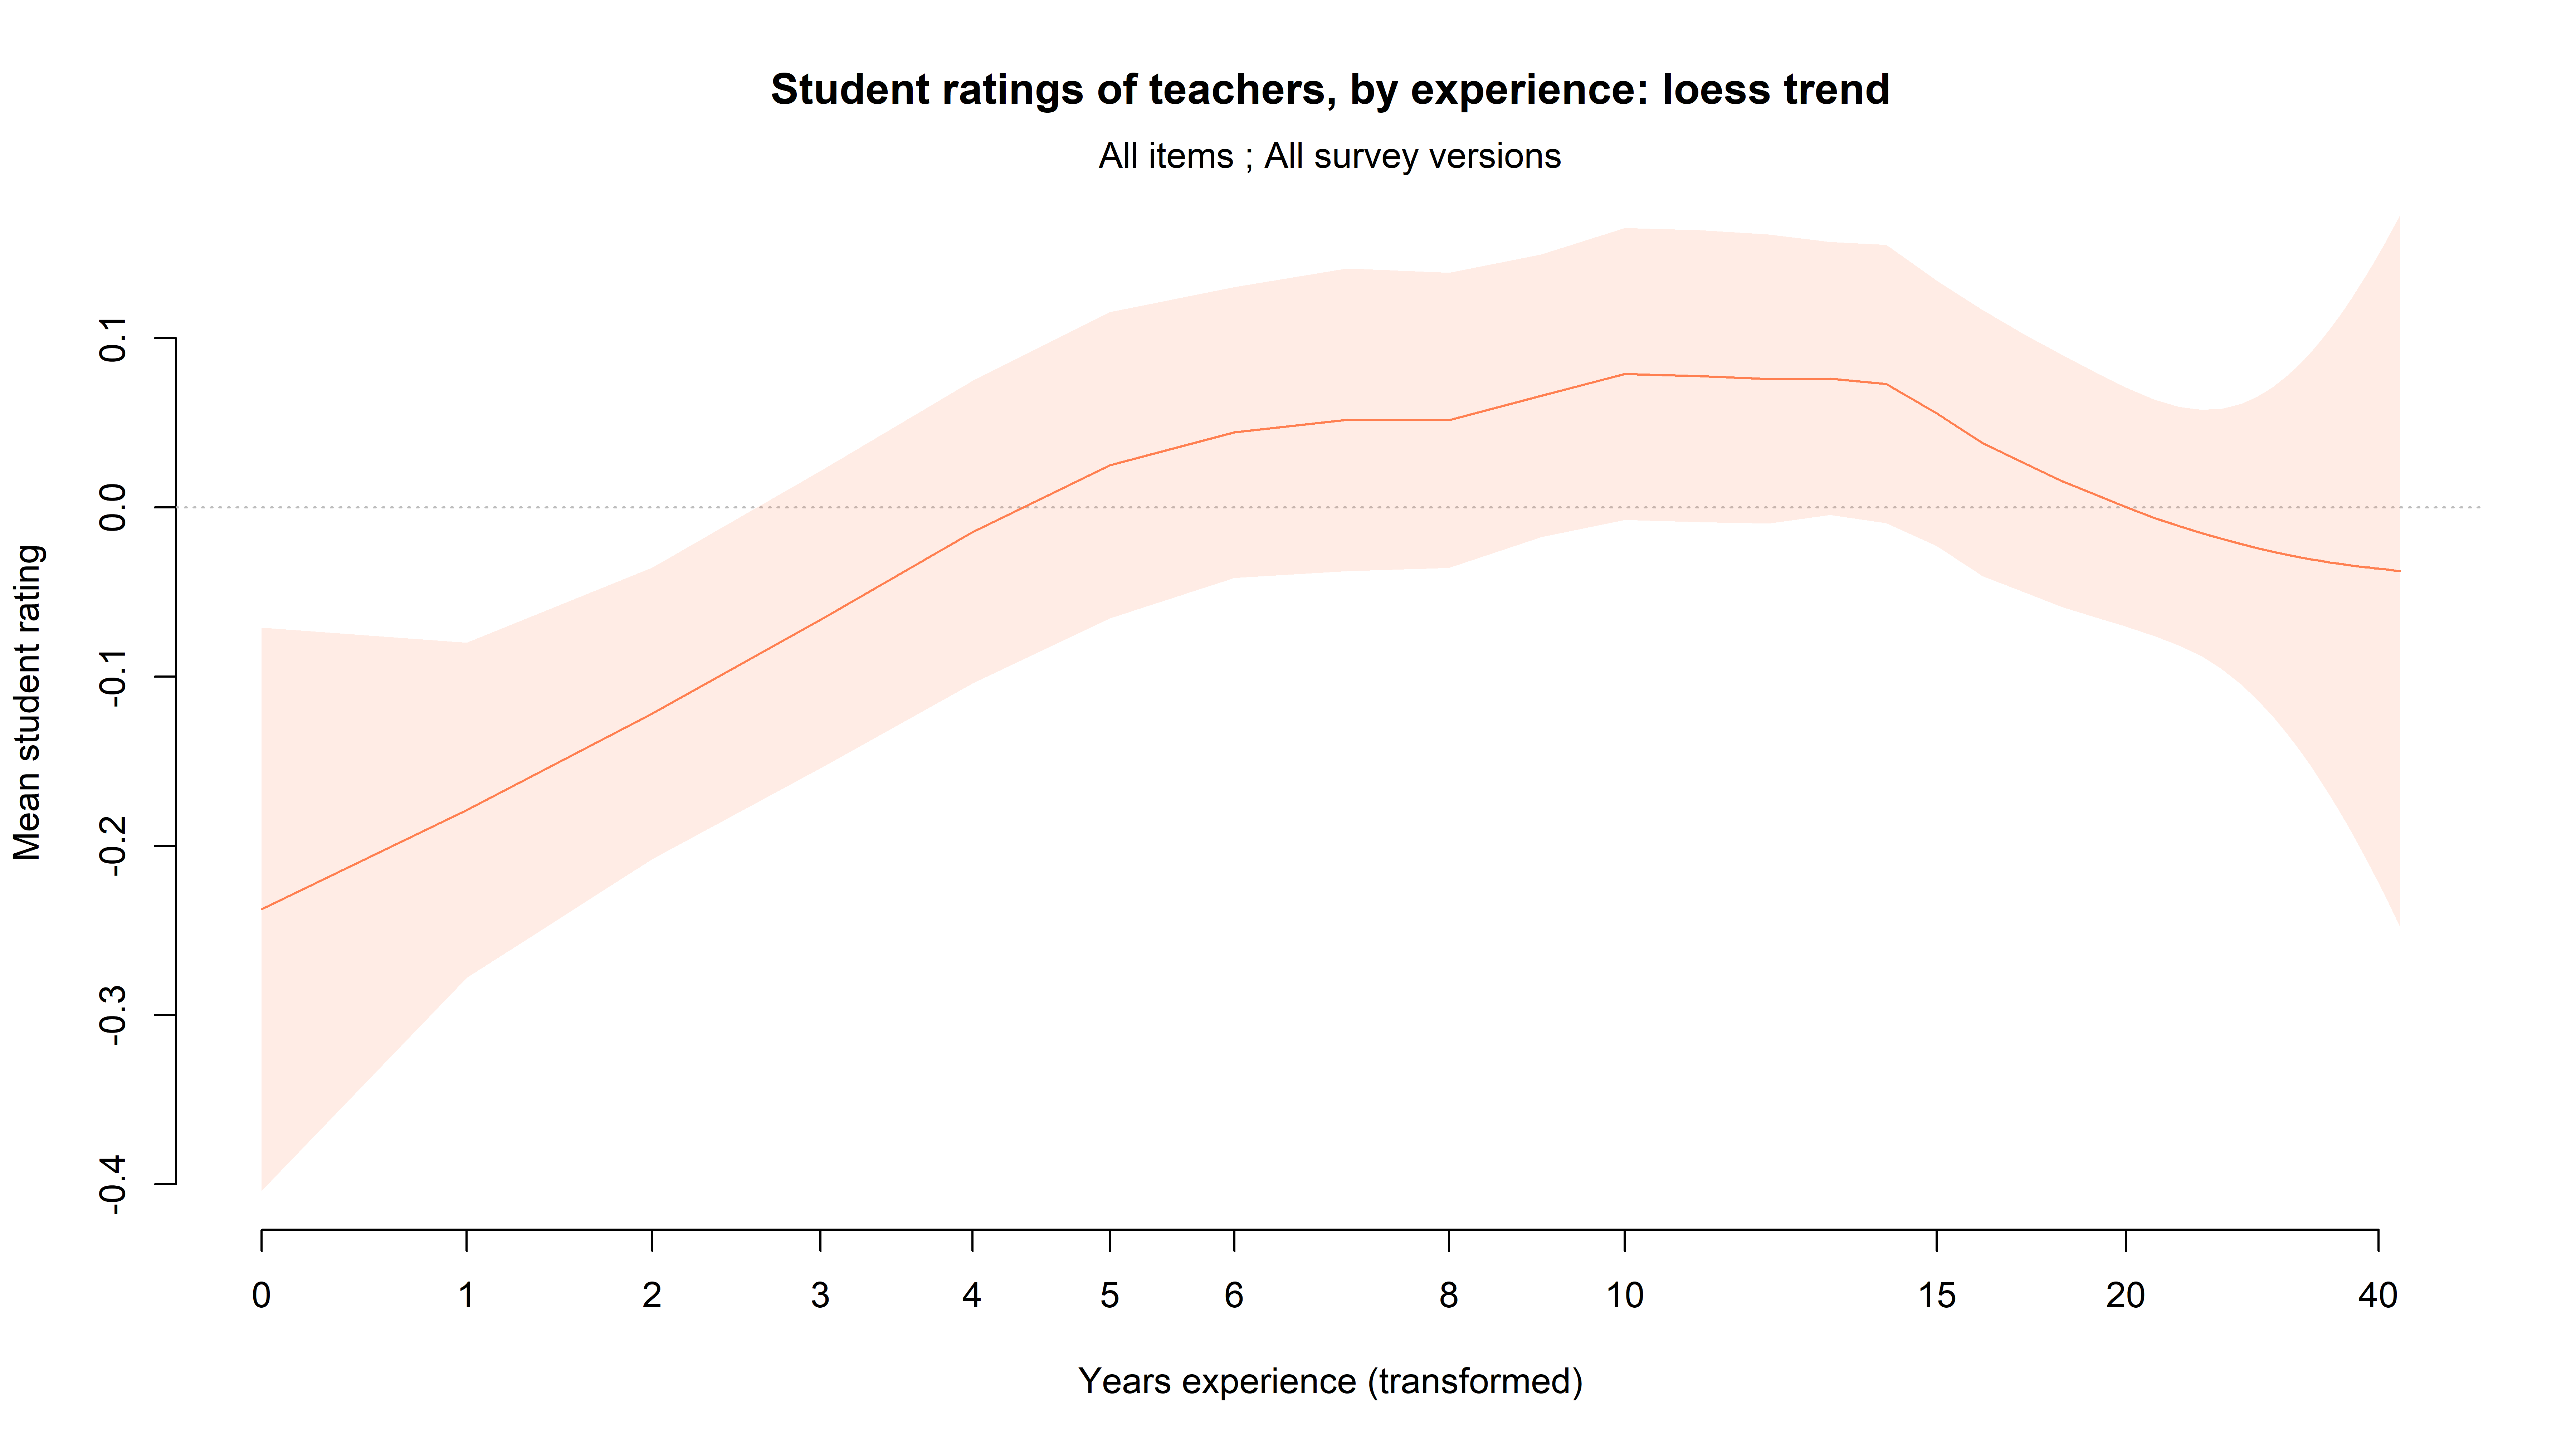 Student ratings of teachers, by experience: loess trend
All items ; All survey versions
Mean student rating
0.1
0.0
-0.1
-0.2
-0.3
-0.4
0 1 2 3 4 5 6 8 10 15 20 40
Years experience (transformed)